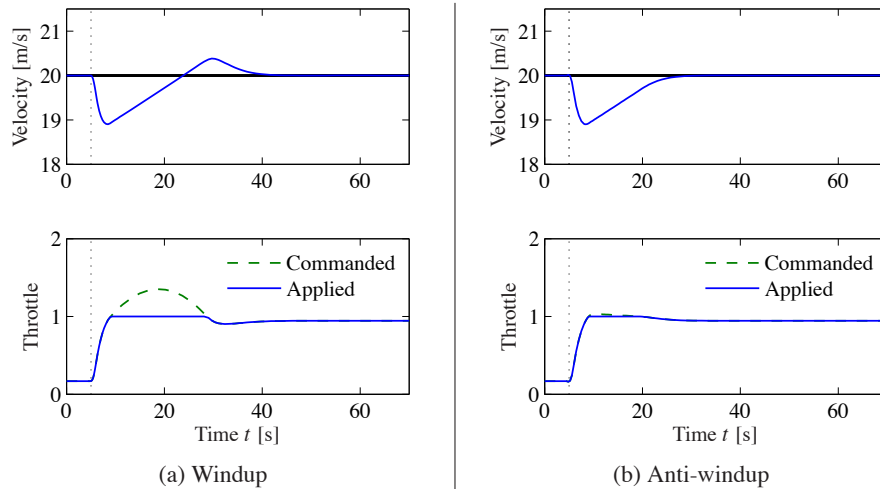 21
20
19
18
Velocity [m/s]
0 20 40 60
2
1
0
Throttle
Commanded
Applied
0 20 40 60
Time t [s]
(a) Windup
21
20
19
18
Velocity [m/s]
0 20 40 60
2
1
0
Throttle
Commanded
Applied
0 20 40 60
Time t [s]
(b) Anti-windup